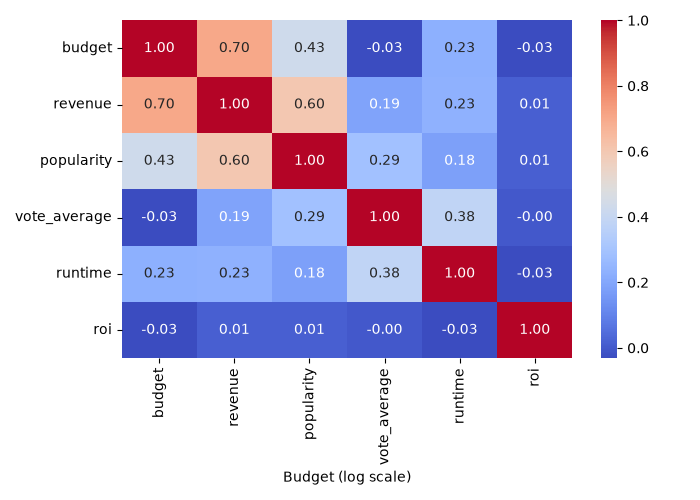 budget 1.00 0.70 0.43 -0.03 0.23 -0.03
revenue 0.70 1.00 0.60 0.19 0.23 0.01
popularity 0.43 0.60 1.00 0.29 0.18 0.01
vote_average -0.03 0.19 0.29 1.00 0.38 -0.00
runtime 0.23 0.23 0.18 0.38 1.00 -0.03
roi -0.03 0.01 0.01 -0.00 -0.03 1.00
budget
revenue
popularity
vote_average
runtime
roi
Budget (log scale)
1.0
0.8
0.6
0.4
0.2
0.0